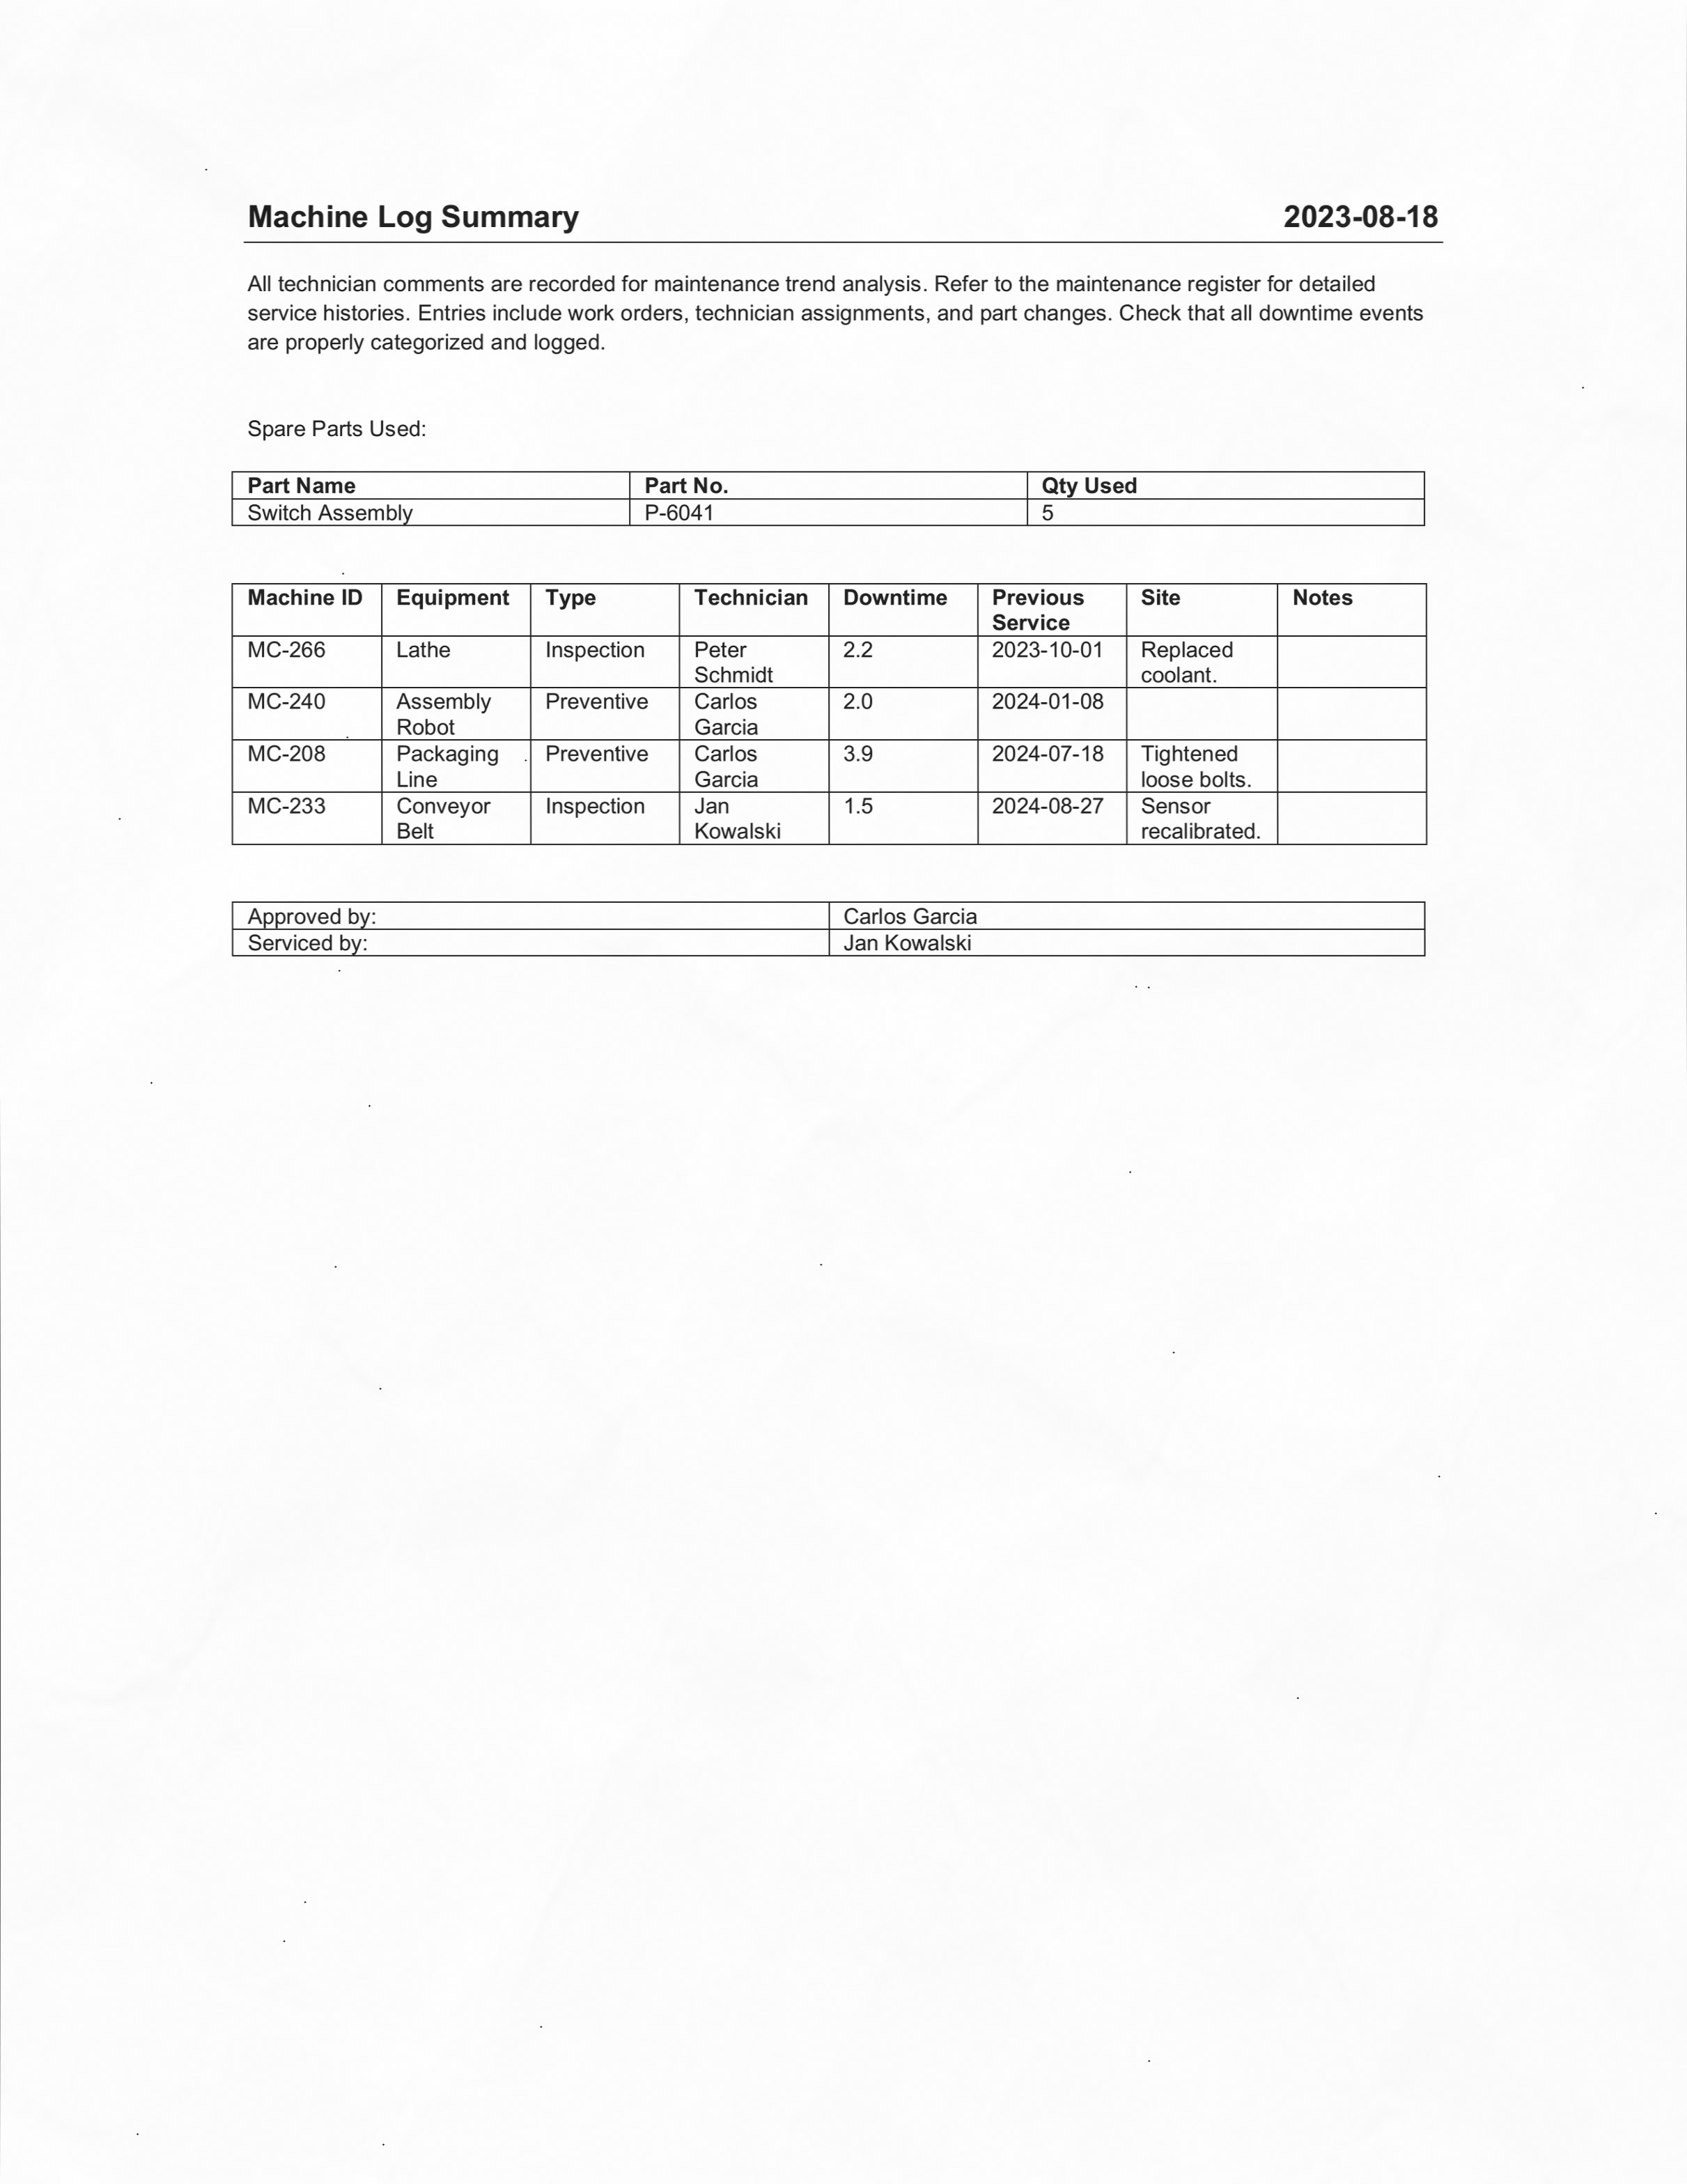 Machine Log Summary 2023-08-18
All technician comments are recorded for maintenance trend analysis. Refer to the maintenance register for detailed
service histories. Entries include work orders, technician assignments, and part changes. Check that all downtime events
are properly categorized and logged.
Spare Parts Used:
Part Name Part No. Qty Used
Switch Assembly P-6041 5
Machine ID Equipment Type Technician Downtime Previous Service Site Notes
MC-266 Lathe Inspection Peter Schmidt 2.2 2023-10-01 Replaced coolant.
MC-240 Assembly Robot Preventive Carlos Garcia 2.0 2024-01-08
MC-208 Packaging Line Preventive Carlos Garcia 3.9 2024-07-18 Tightened loose bolts.
MC-233 Conveyor Belt Inspection Jan Kowalski 1.5 2024-08-27 Sensor recalibrated.
Approved by: Carlos Garcia
Serviced by: Jan Kowalski